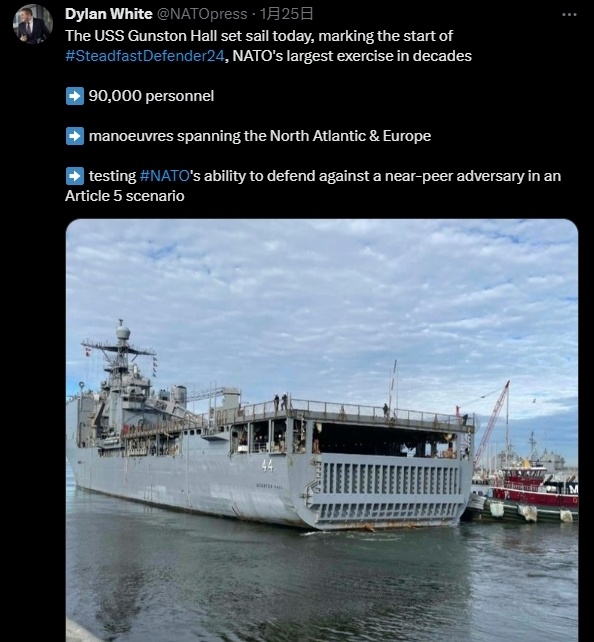 Dylan White @NATOpress · 1月25日
The USS Gunston Hall set sail today, marking the start of
#SteadfastDefender24, NATO's largest exercise in decades
➡️ 90,000 personnel
➡️ manoeuvres spanning the North Atlantic & Europe
➡️ testing #NATO's ability to defend against a near-peer adversary in an
Article 5 scenario
44
M